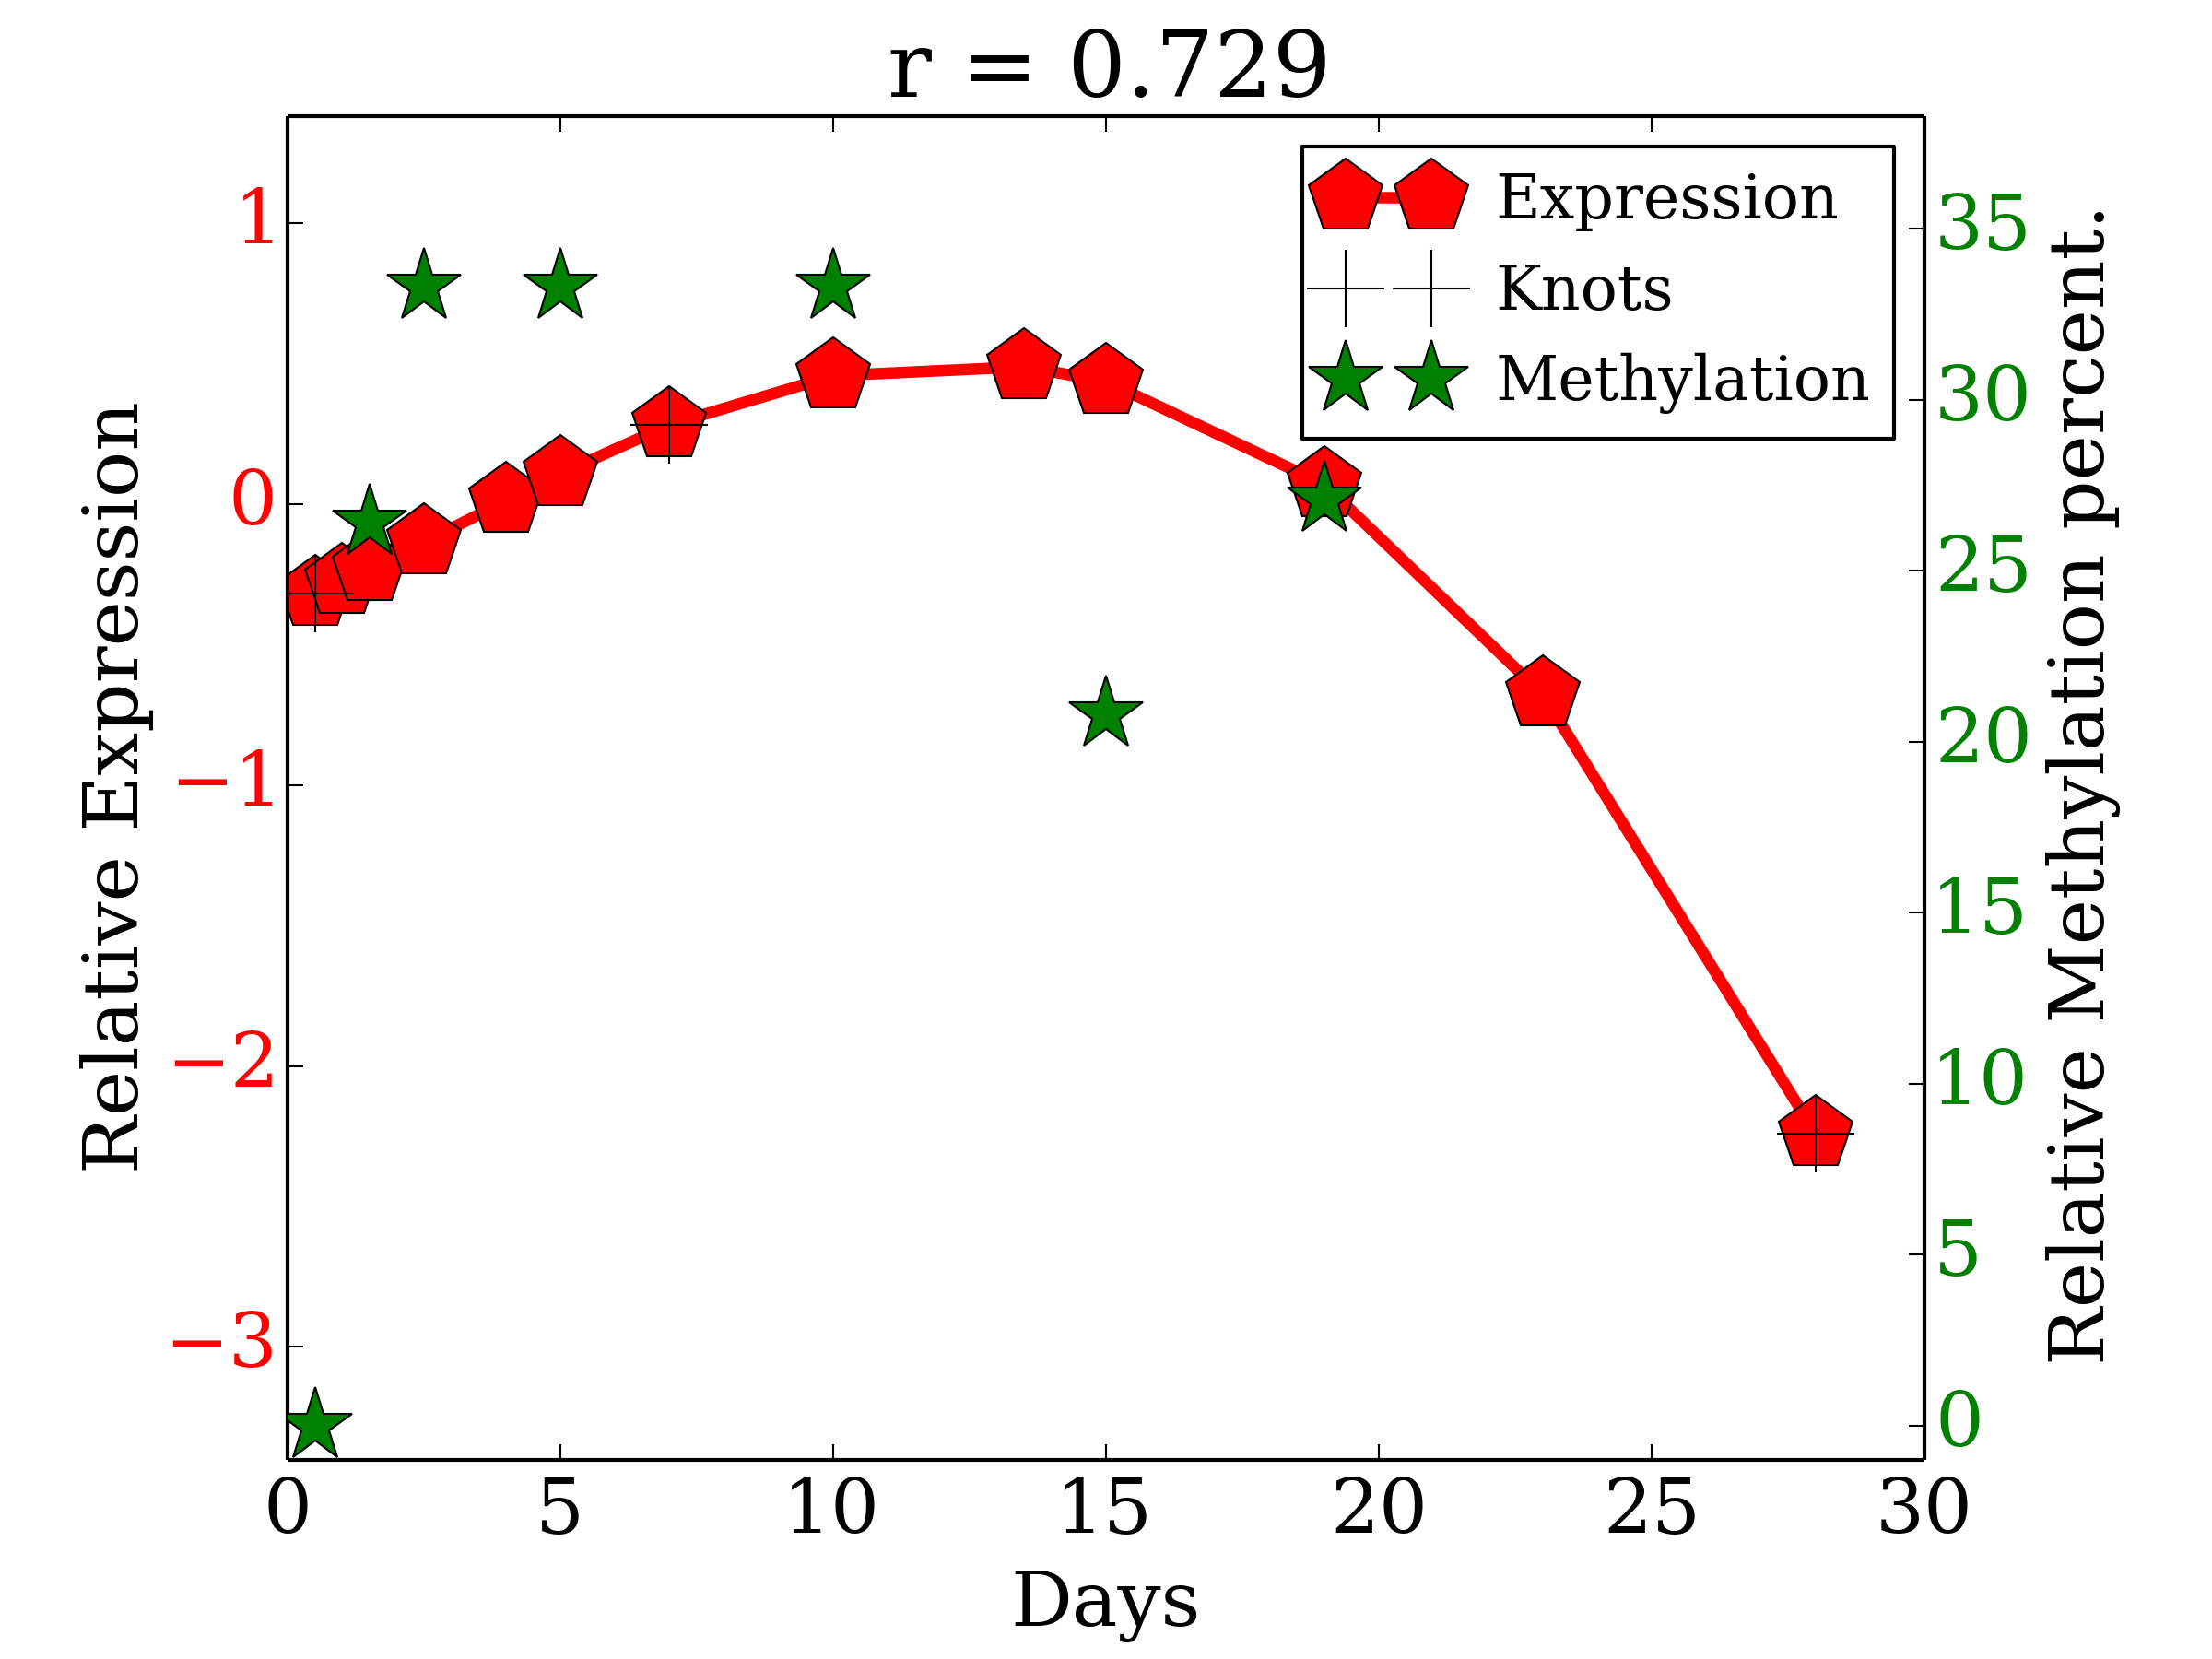 r = 0.729
Expression
Knots
Methylation
Relative Expression
1
0
−1
−2
−3
35
30
25
20
15
10
5
0
Relative Methylation percent.
0 5 10 15 20 25 30
Days